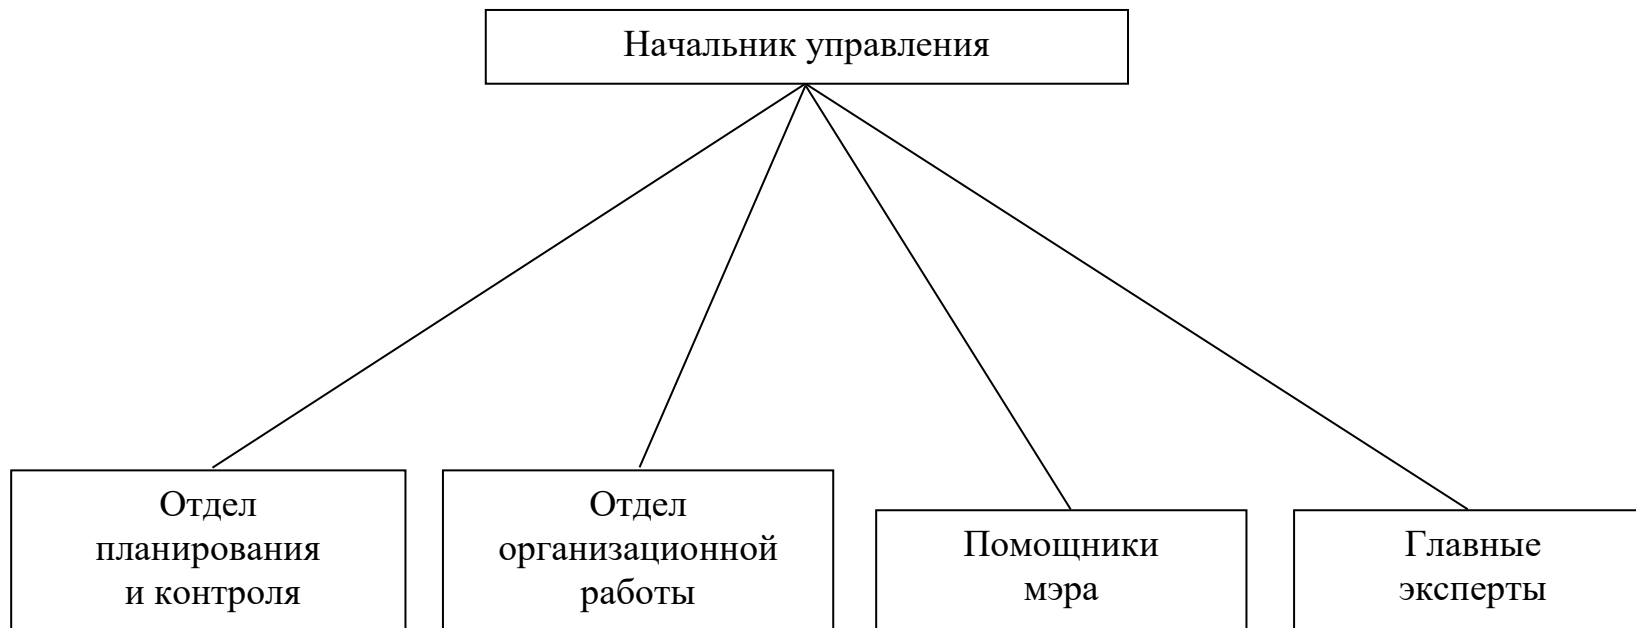 Начальник управления
Отдел
планирования
и контроля
Отдел
организационной
работы
Помощники
мэра
Главные
эксперты